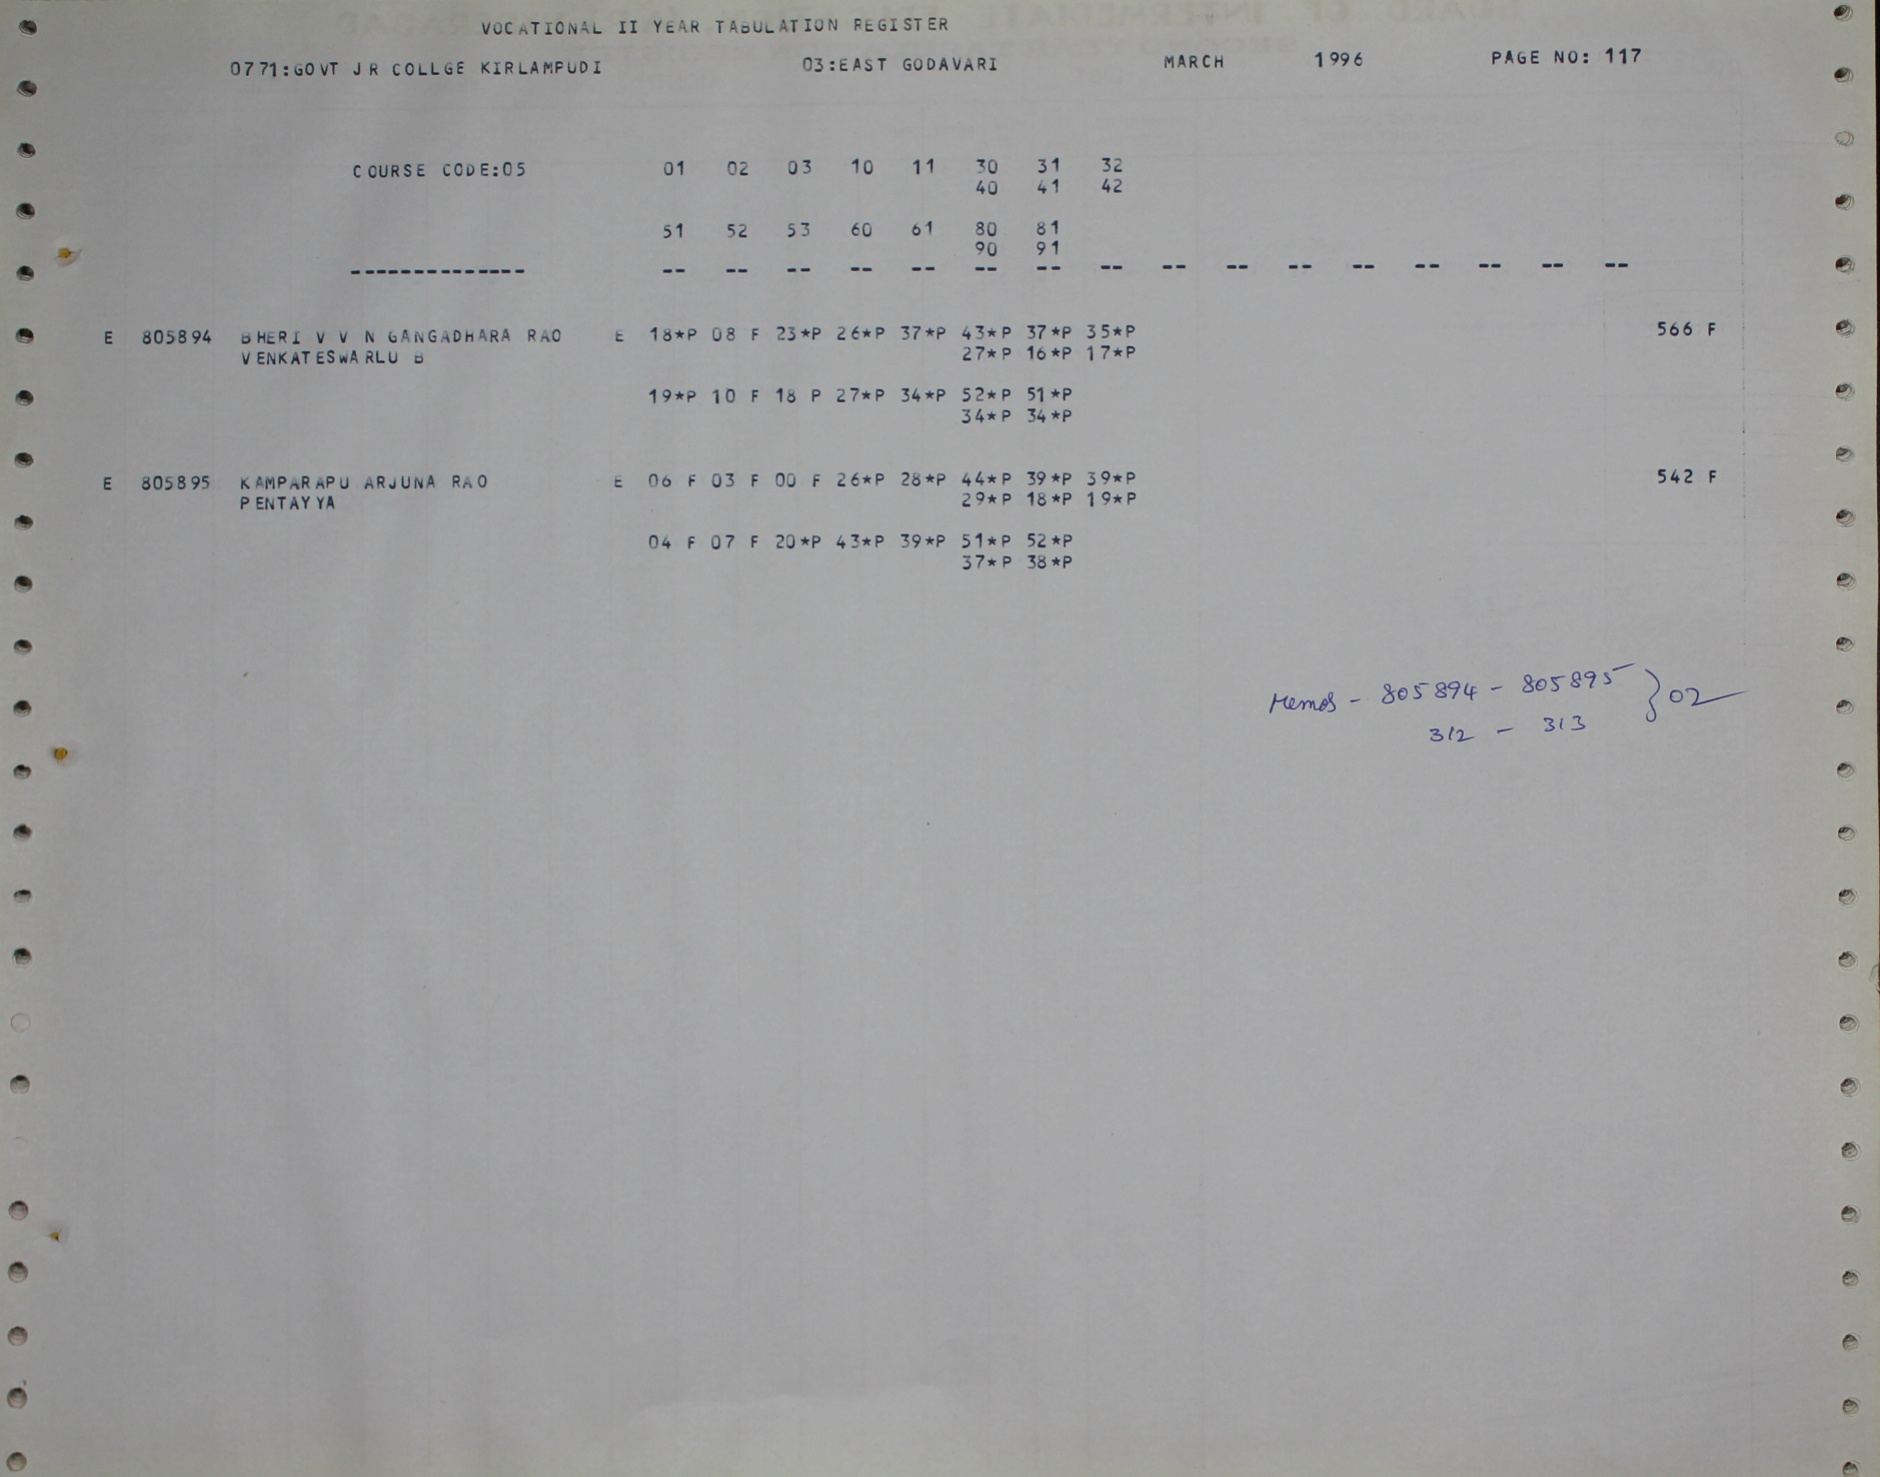 VOCATIONAL II YEAR TABULATION REGISTER
0771:GOVT JR COLLGE KIRLAMPUDI 03:EAST GODAVARI MARCH 1996 PAGE NO: 117
COURSE CODE:05 01 02 03 10 11 30 31 32
40 41 42
51 52 53 60 61 80 81
90 91
-------------- -- -- -- -- -- -- -- -- -- -- -- -- -- -- -- --
E 805894 BHERI V V N GANGADHARA RAO E 18*P 08 F 23*P 26*P 37*P 43*P 37*P 35*P 566 F
VENKATESWARLU B 27*P 16*P 17*P
19*P 10 F 18 P 27*P 34*P 52*P 51*P
34*P 34*P
E 805895 KAMPARAPU ARJUNA RAO E 06 F 03 F 00 F 26*P 28*P 44*P 39*P 39*P 542 F
PENTAYYA 29*P 18*P 19*P
04 F 07 F 20*P 43*P 39*P 51*P 52*P
37*P 38*P
Memos - 805894 - 805895 } 02
312 - 313